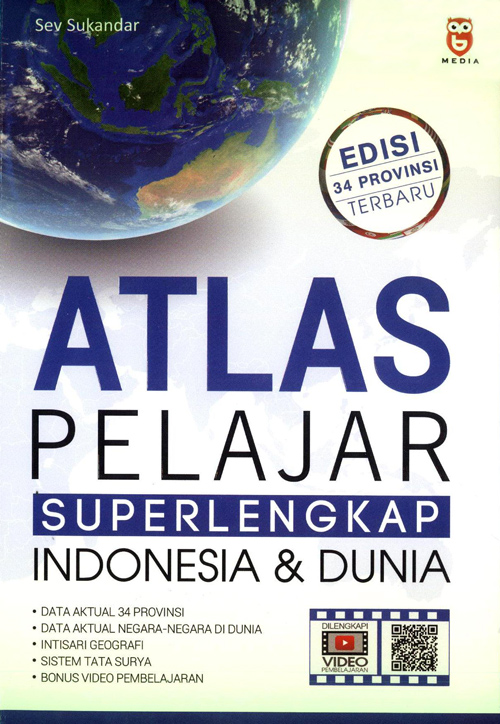 Sev Sukandar
MEDIA
EDISI
34 PROVINSI
TERBARU
ATLAS
PELAJAR
SUPERLENGKAP
INDONESIA & DUNIA
• DATA AKTUAL 34 PROVINSI
• DATA AKTUAL NEGARA-NEGARA DI DUNIA
• INTISARI GEOGRAFI
• SISTEM TATA SURYA
• BONUS VIDEO PEMBELAJARAN
DILENGKAPI
VIDEO
PEMBELAJARAN